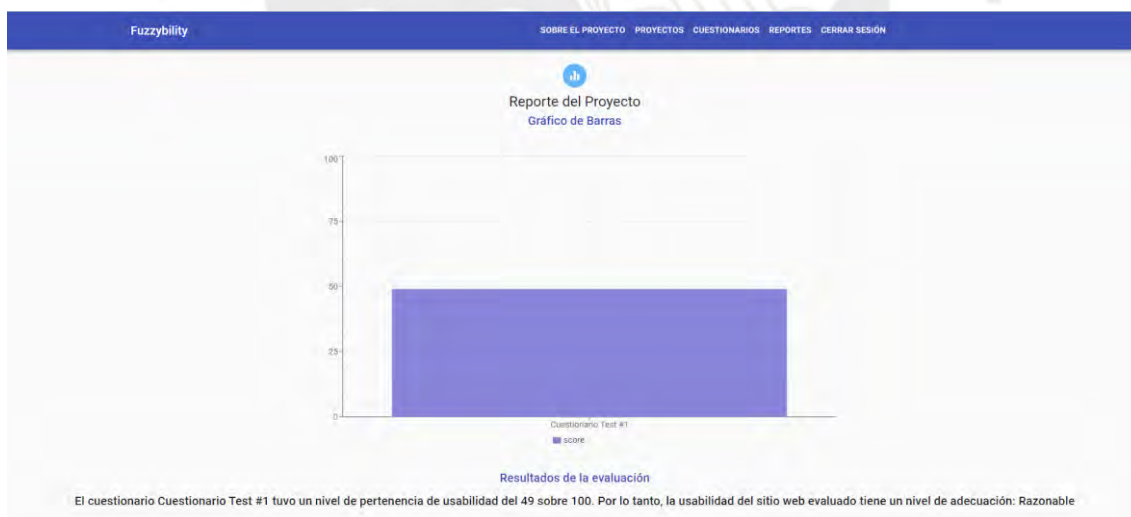 Fuzzybility
SOBRE EL PROYECTO PROYECTOS CUESTIONARIOS REPORTES CERRAR SESIÓN
Reporte del Proyecto
Gráfico de Barras
100
75
50
25
0
Cuestionario Test #1
score
Resultados de la evaluación
El cuestionario Cuestionario Test #1 tuvo un nivel de pertenencia de usabilidad del 49 sobre 100. Por lo tanto, la usabilidad del sitio web evaluado tiene un nivel de adecuación: Razonable